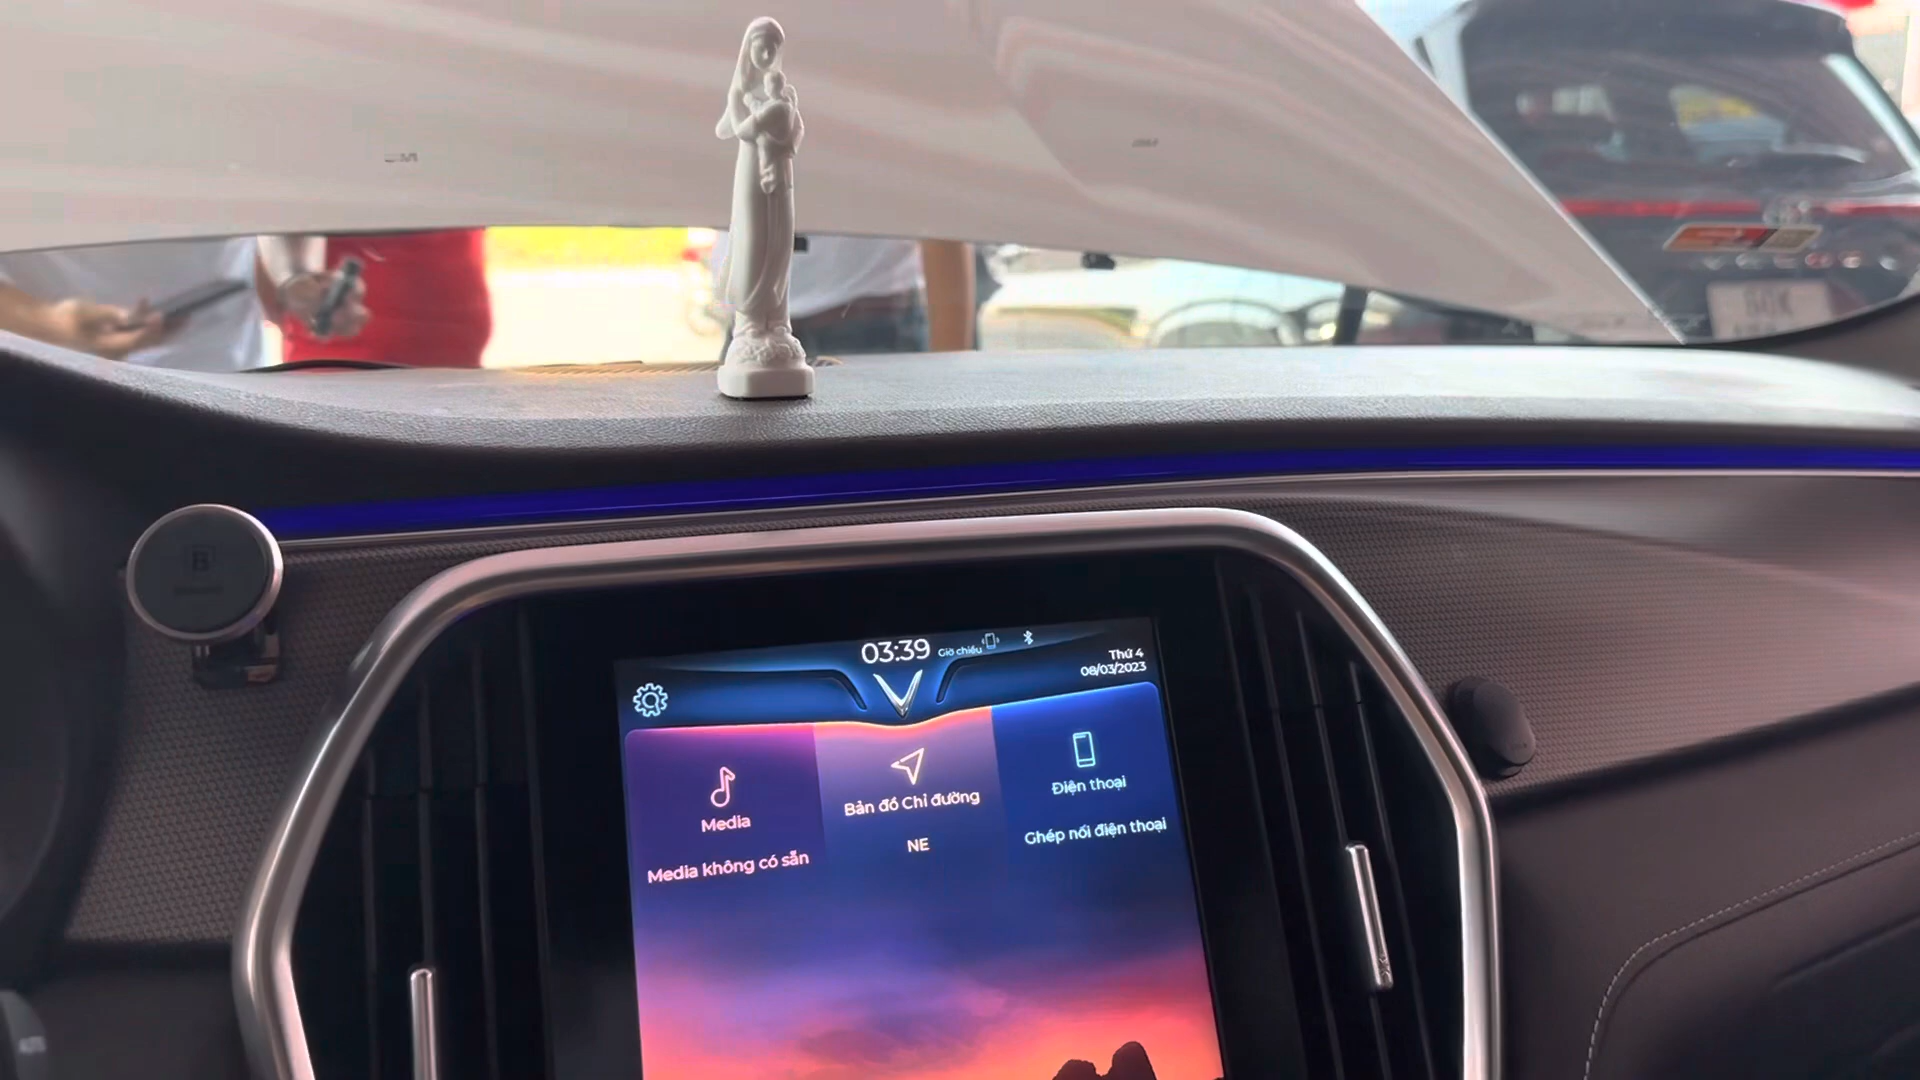 03:39 Giờ chiều
Thứ 4
08/03/2023
Media
Media không có sẵn
Bản đồ Chỉ đường
NE
Điện thoại
Ghép nối điện thoại